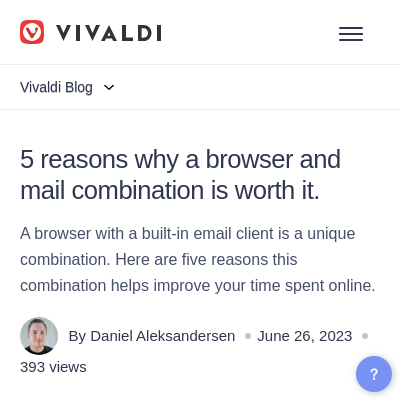 VIVALDI
Vivaldi Blog
5 reasons why a browser and
mail combination is worth it.
A browser with a built-in email client is a unique
combination. Here are five reasons this
combination helps improve your time spent online.
By Daniel Aleksandersen • June 26, 2023 •
393 views
?